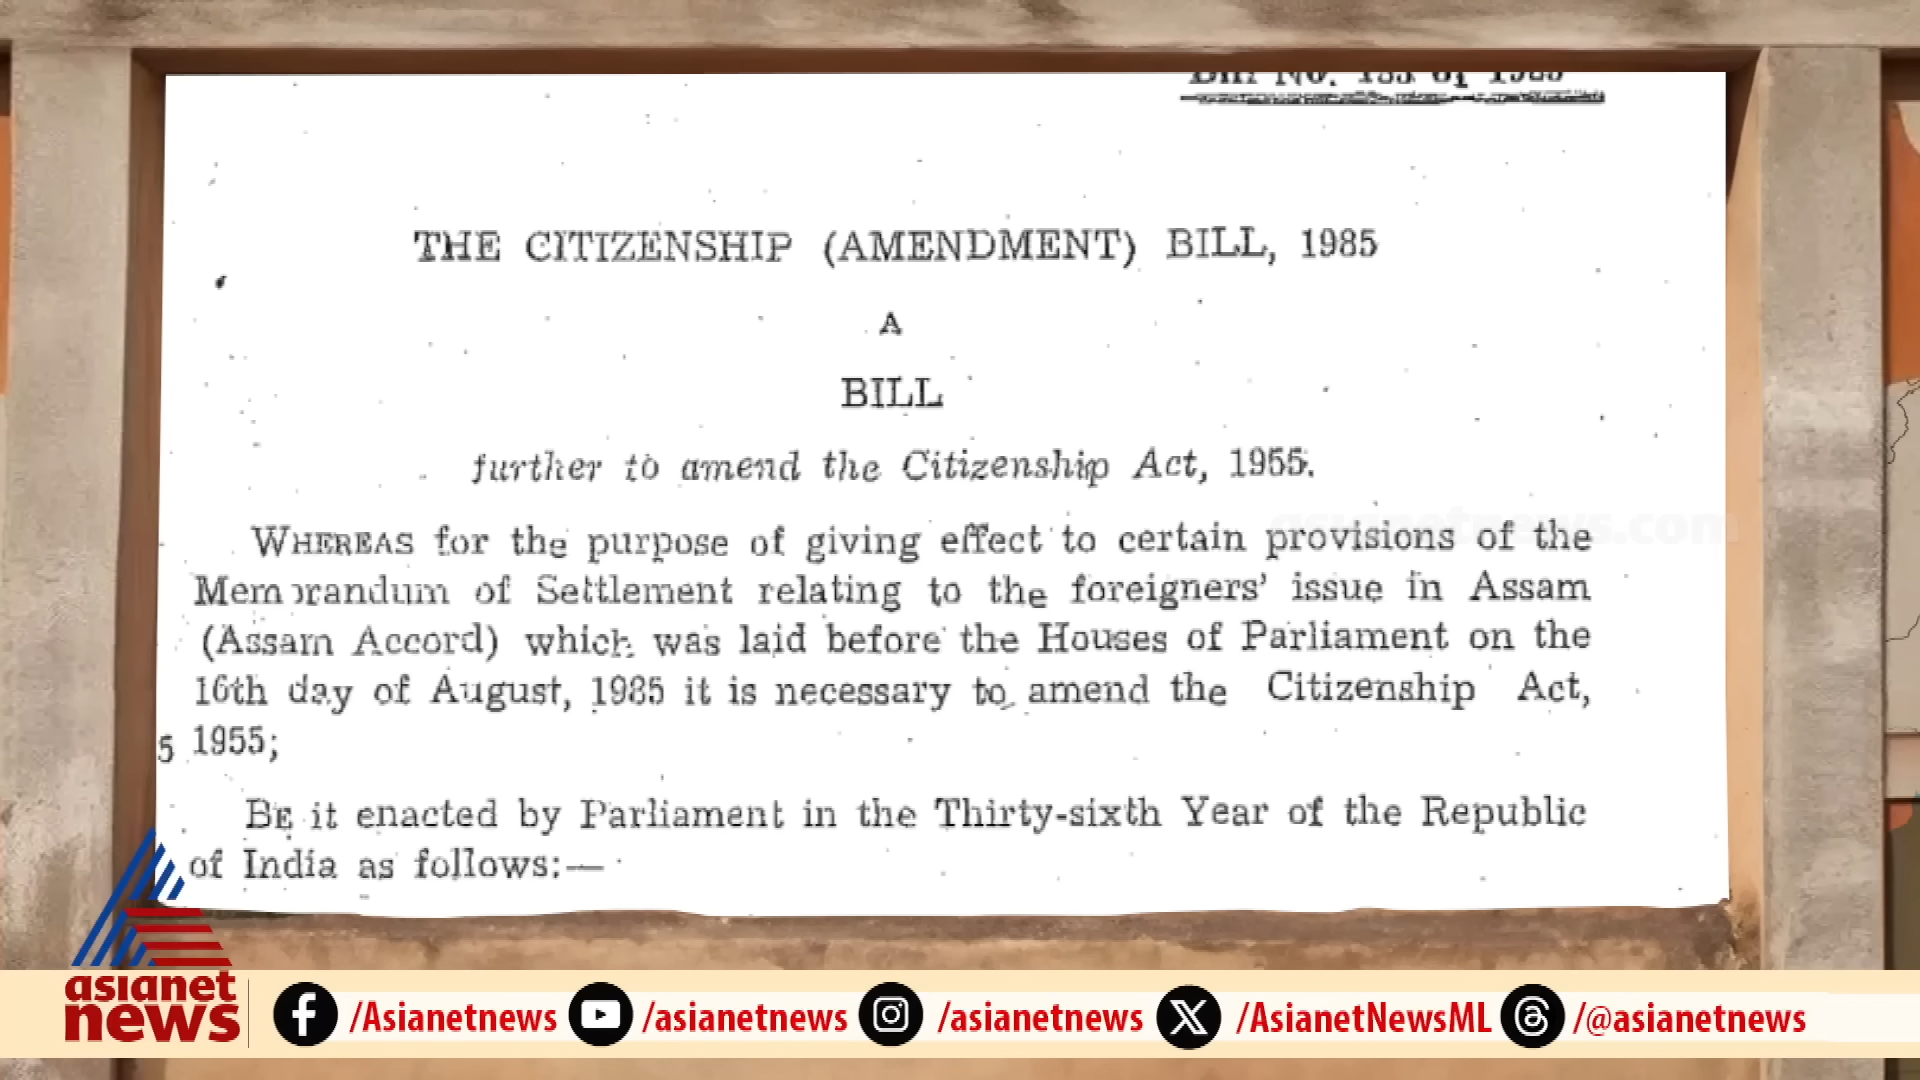 THE CITIZENSHIP (AMENDMENT) BILL, 1985
A
BILL
further to amend the Citizenship Act, 1955.
WHEREAS for the purpose of giving effect to certain provisions of the
Memorandum of Settlement relating to the foreigners' issue in Assam
(Assam Accord) which was laid before the Houses of Parliament on the
16th day of August, 1985 it is necessary to amend the Citizenship Act,
5 1955;
BE it enacted by Parliament in the Thirty-sixth Year of the Republic
of India as follows:—
asianetnews.com
asianet
news
/Asianetnews /asianetnews /asianetnews /AsianetNewsML /@asianetnews